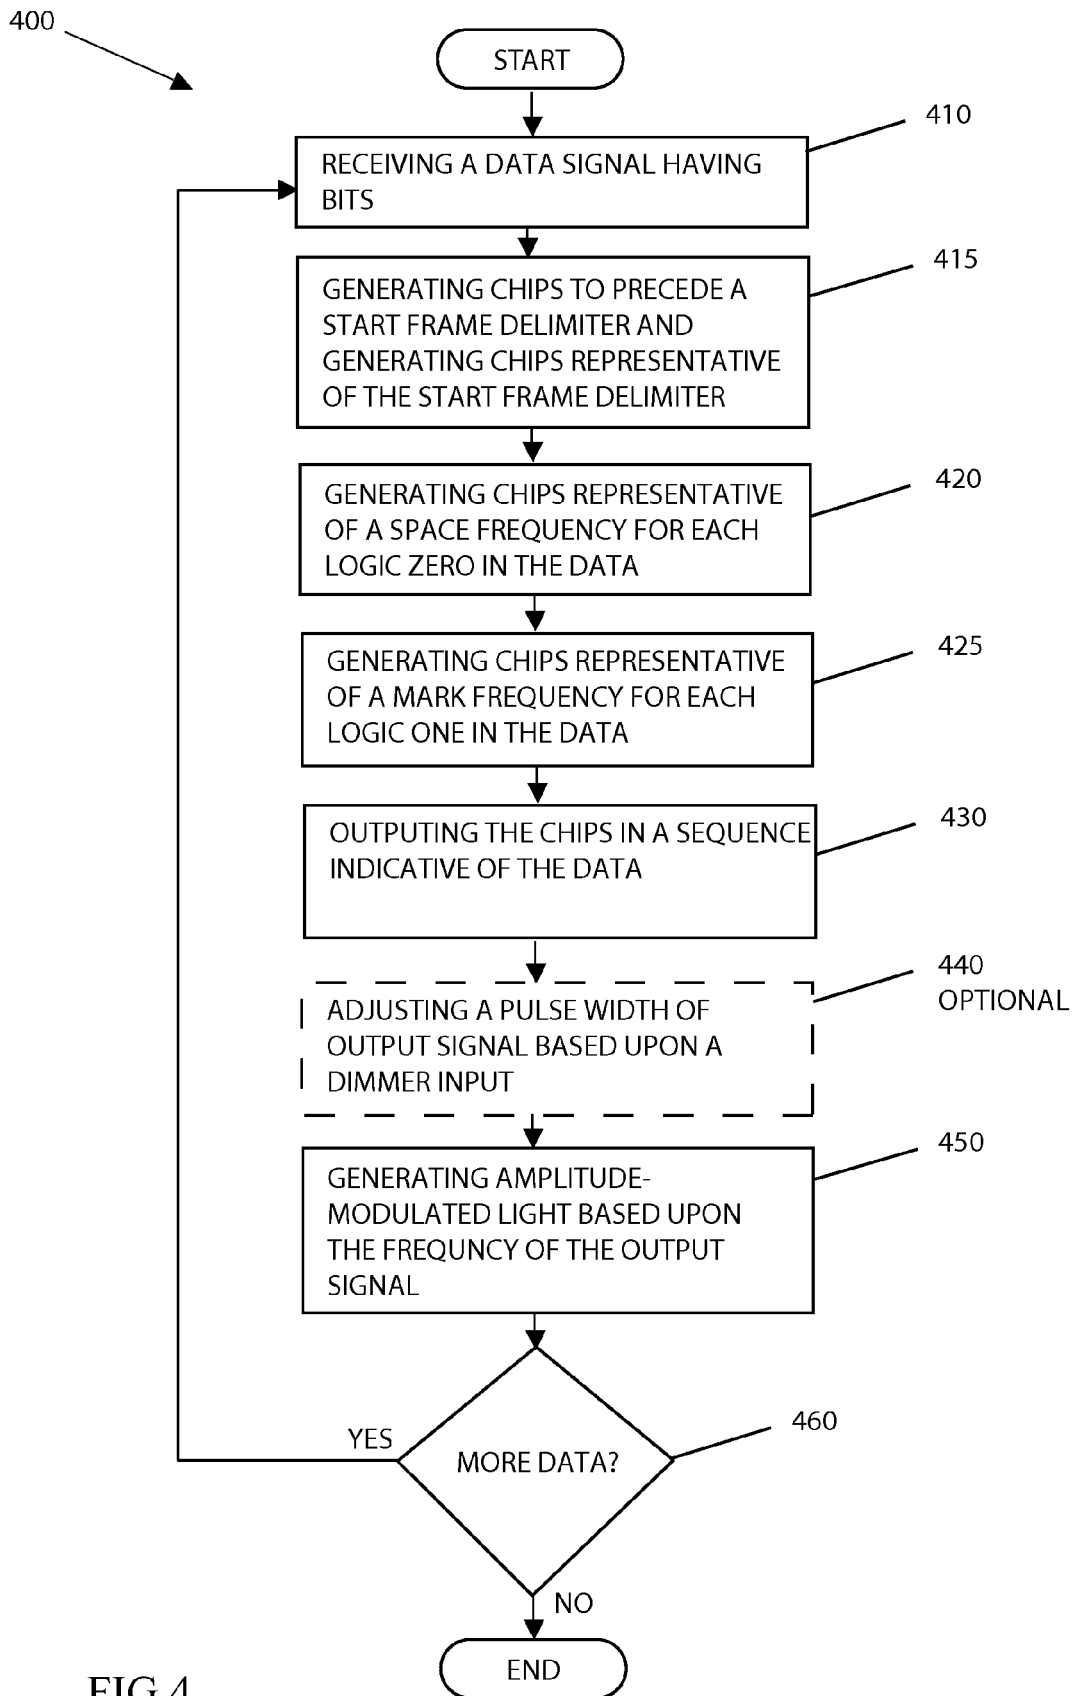 400
START
410
RECEIVING A DATA SIGNAL HAVING
BITS
415
GENERATING CHIPS TO PRECEDE A
START FRAME DELIMITER AND
GENERATING CHIPS REPRESENTATIVE
OF THE START FRAME DELIMITER
420
GENERATING CHIPS REPRESENTATIVE
OF A SPACE FREQUENCY FOR EACH
LOGIC ZERO IN THE DATA
425
GENERATING CHIPS REPRESENTATIVE
OF A MARK FREQUENCY FOR EACH
LOGIC ONE IN THE DATA
430
OUTPUTING THE CHIPS IN A SEQUENCE
INDICATIVE OF THE DATA
440
OPTIONAL
ADJUSTING A PULSE WIDTH OF
OUTPUT SIGNAL BASED UPON A
DIMMER INPUT
450
GENERATING AMPLITUDE-
MODULATED LIGHT BASED UPON
THE FREQUNCY OF THE OUTPUT
SIGNAL
460
YES
MORE DATA?
NO
END
FIG 4